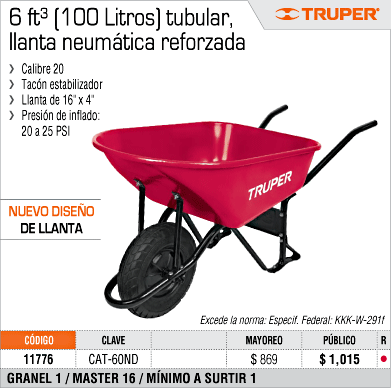 6 ft³ (100 Litros) tubular,
llanta neumática reforzada
TRUPER®
Calibre 20
Tacón estabilizador
Llanta de 16" x 4"
Presión de inflado:
20 a 25 PSI
TRUPER
NUEVO DISEÑO
DE LLANTA
Excede la norma: Especif. Federal: KKK-W-291f
CÓDIGO CLAVE MAYOREO PÚBLICO R
11776 CAT-60ND $ 869 $ 1,015
GRANEL 1 / MASTER 16 / MÍNIMO A SURTIR 1